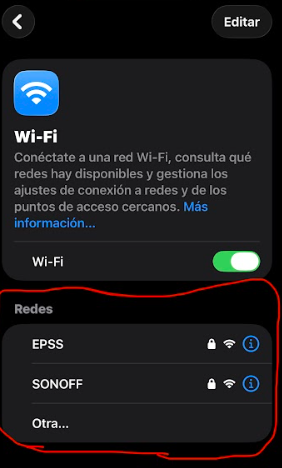 Editar
Wi-Fi
Conéctate a una red Wi-Fi, consulta qué
redes hay disponibles y gestiona los
ajustes de conexión a redes y de los
puntos de acceso cercanos. Más
información...
Wi-Fi
Redes
EPSS
SONOFF
Otra...